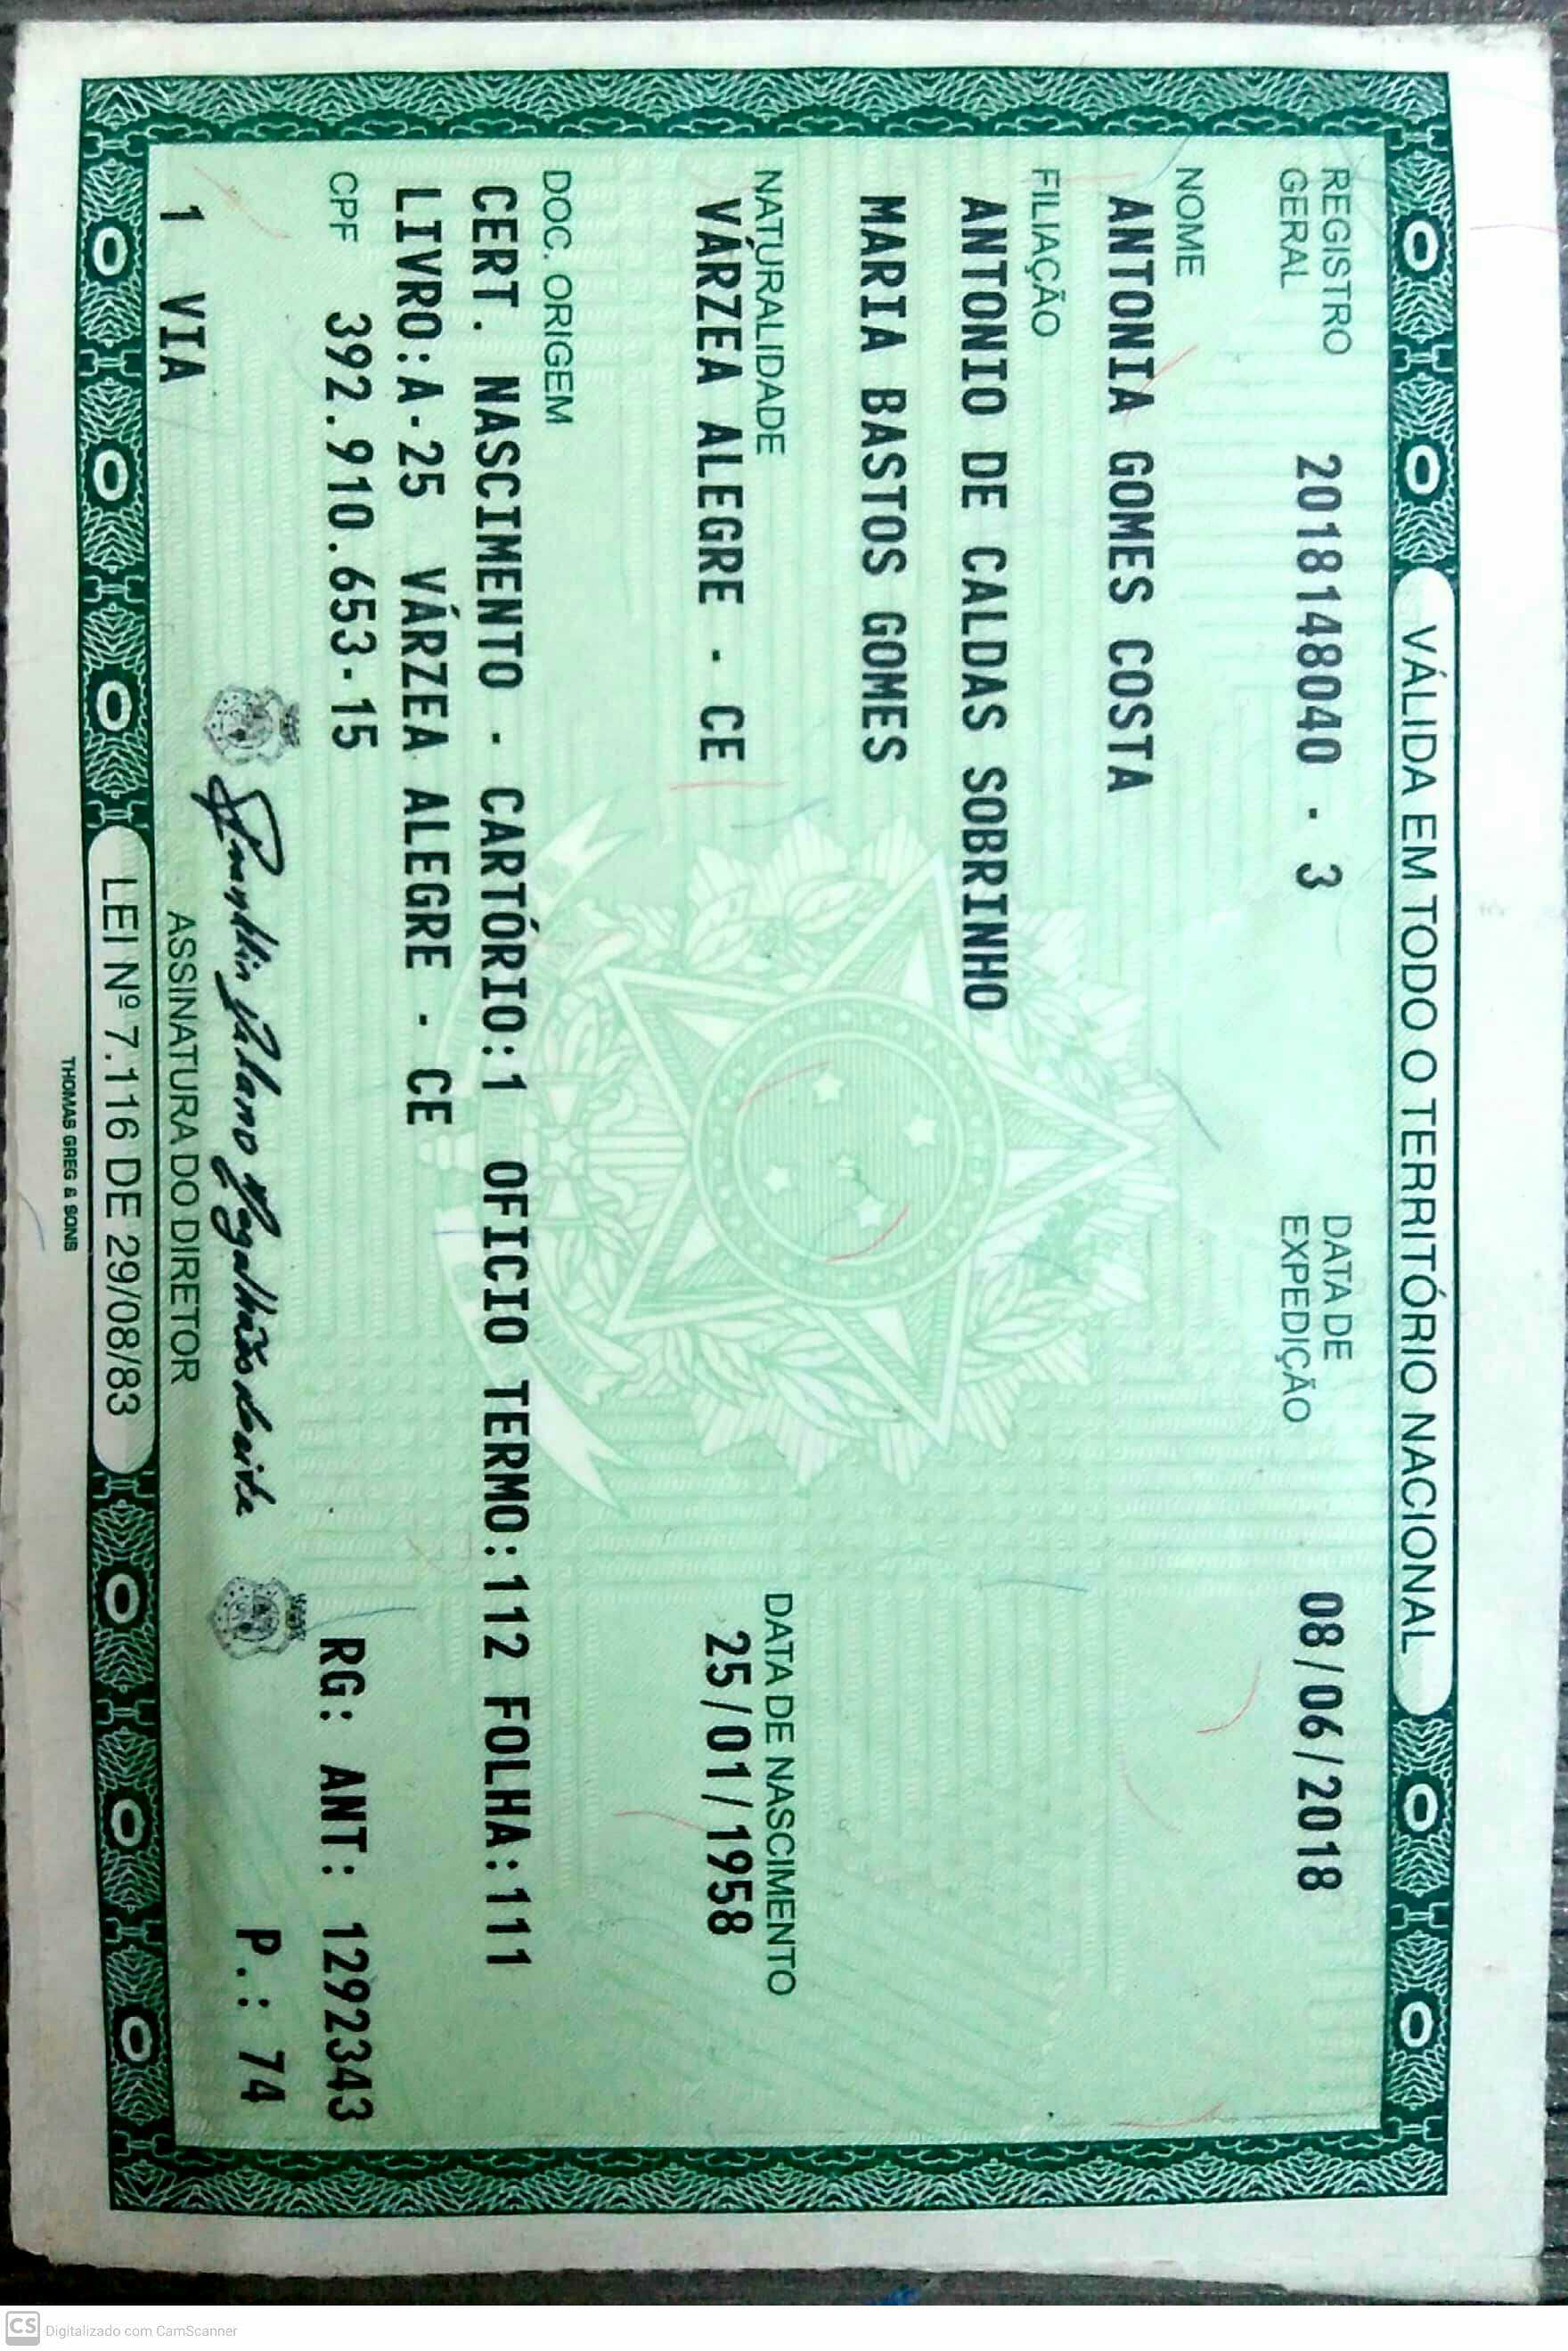 VÁLIDA EM TODO O TERRITÓRIO NACIONAL
REGISTRO GERAL 2018148040 - 3 DATA DE EXPEDIÇÃO 08/06/2018
NOME
ANTONIA GOMES COSTA
FILIAÇÃO
ANTONIO DE CALDAS SOBRINHO
MARIA BASTOS GOMES
NATURALIDADE DATA DE NASCIMENTO
VÁRZEA ALEGRE - CE 25/01/1958
DOC. ORIGEM
CERT. NASCIMENTO - CARTÓRIO:1 OFICIO TERMO:112 FOLHA:111
LIVRO:A-25 VÁRZEA ALEGRE - CE
CPF 392.910.653-15 RG: ANT: 1292343
P.: 74
1 VIA
ASSINATURA DO DIRETOR
LEI Nº 7.116 DE 29/08/83
THOMAS GREG & SONS
CS Digitalizado com CamScanner